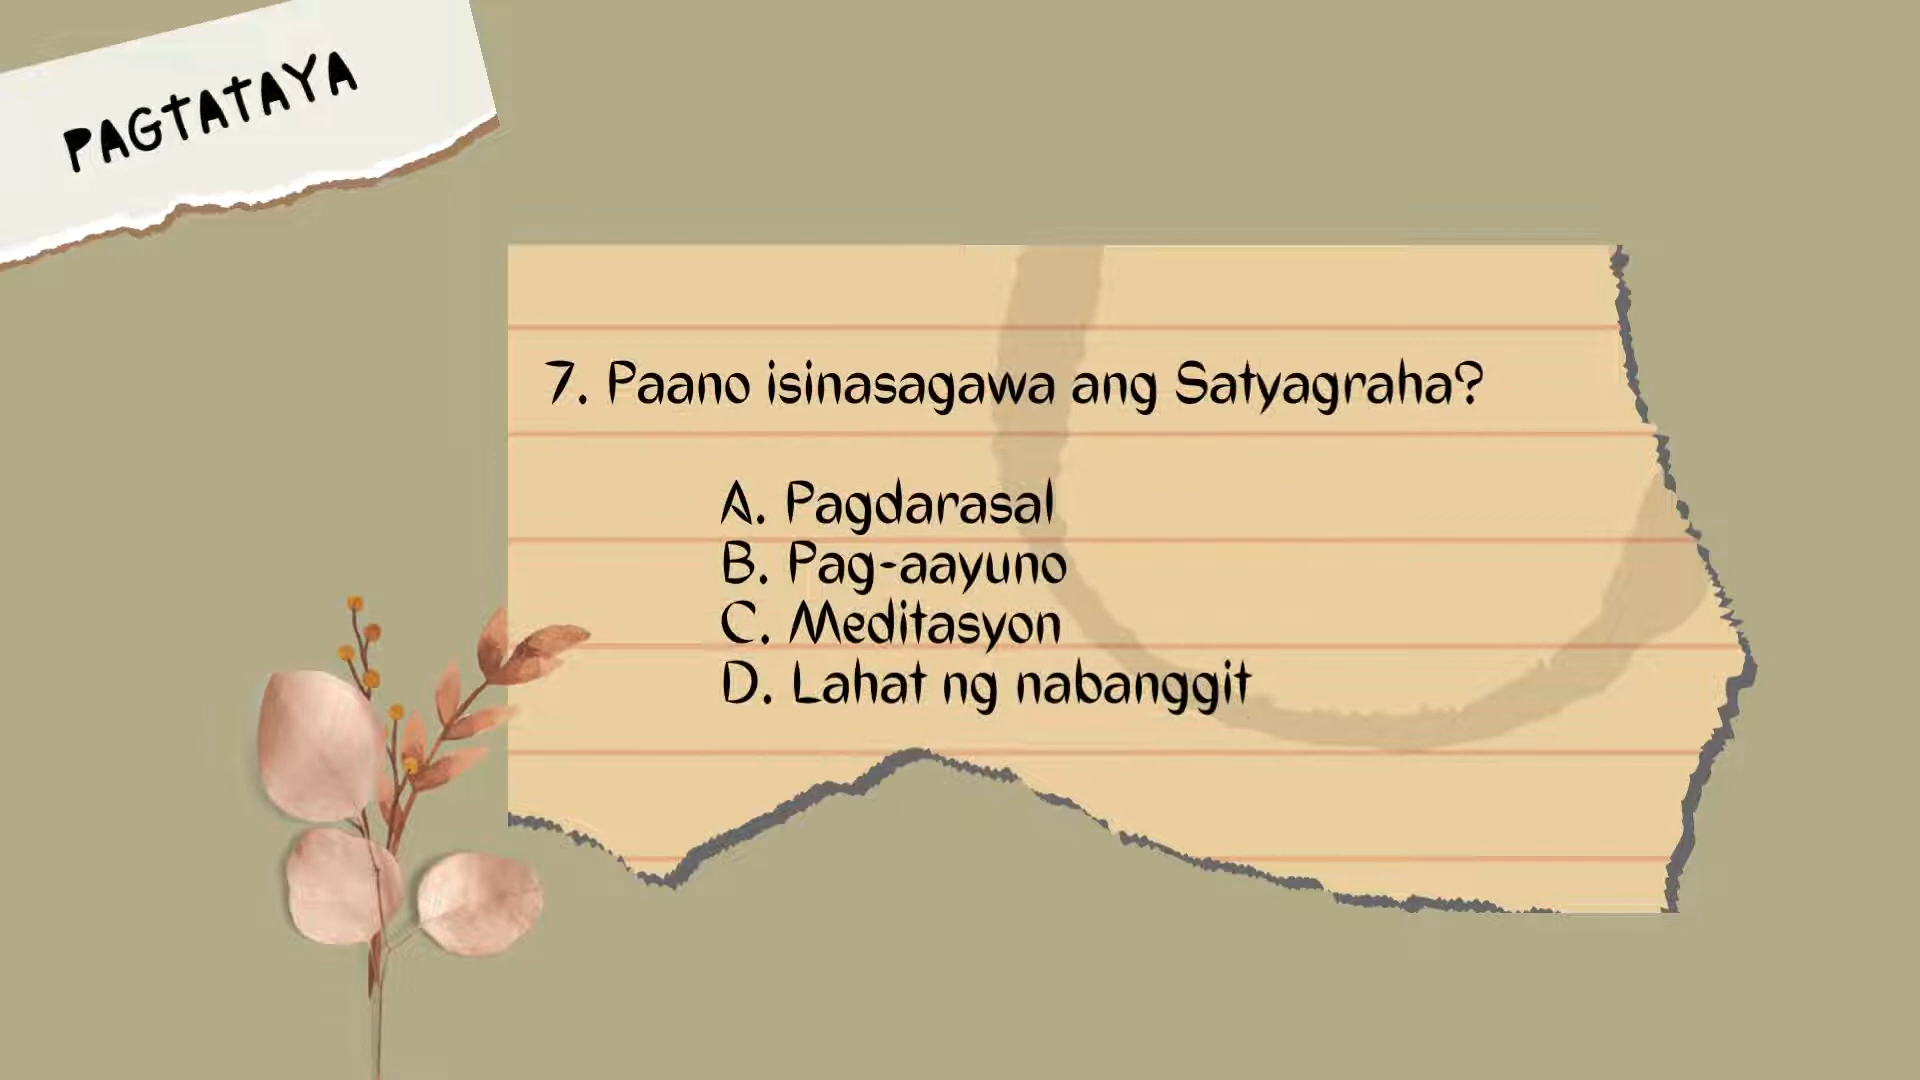 PAGTATAYA
7. Paano isinasagawa ang Satyagraha?
A. Pagdarasal
B. Pag-aayuno
C. Meditasyon
D. Lahat ng nabanggit